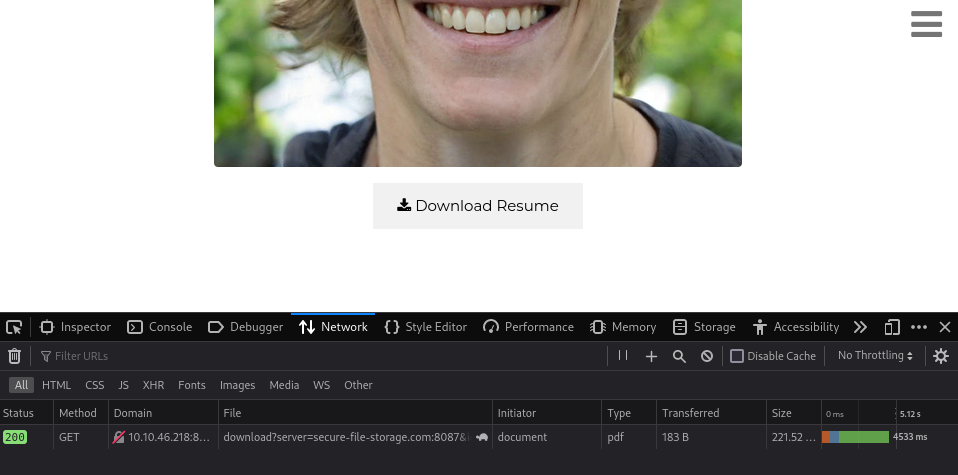 Download Resume
Inspector Console Debugger Network Style Editor Performance Memory Storage Accessibility
Filter URLs Disable Cache No Throttling
All HTML CSS JS XHR Fonts Images Media WS Other
Status Method Domain File Initiator Type Transferred Size 0 ms 5.12 s
200 GET 10.10.46.218:8... download?server=secure-file-storage.com:8087& document pdf 183 B 221.52 ... 4533 ms